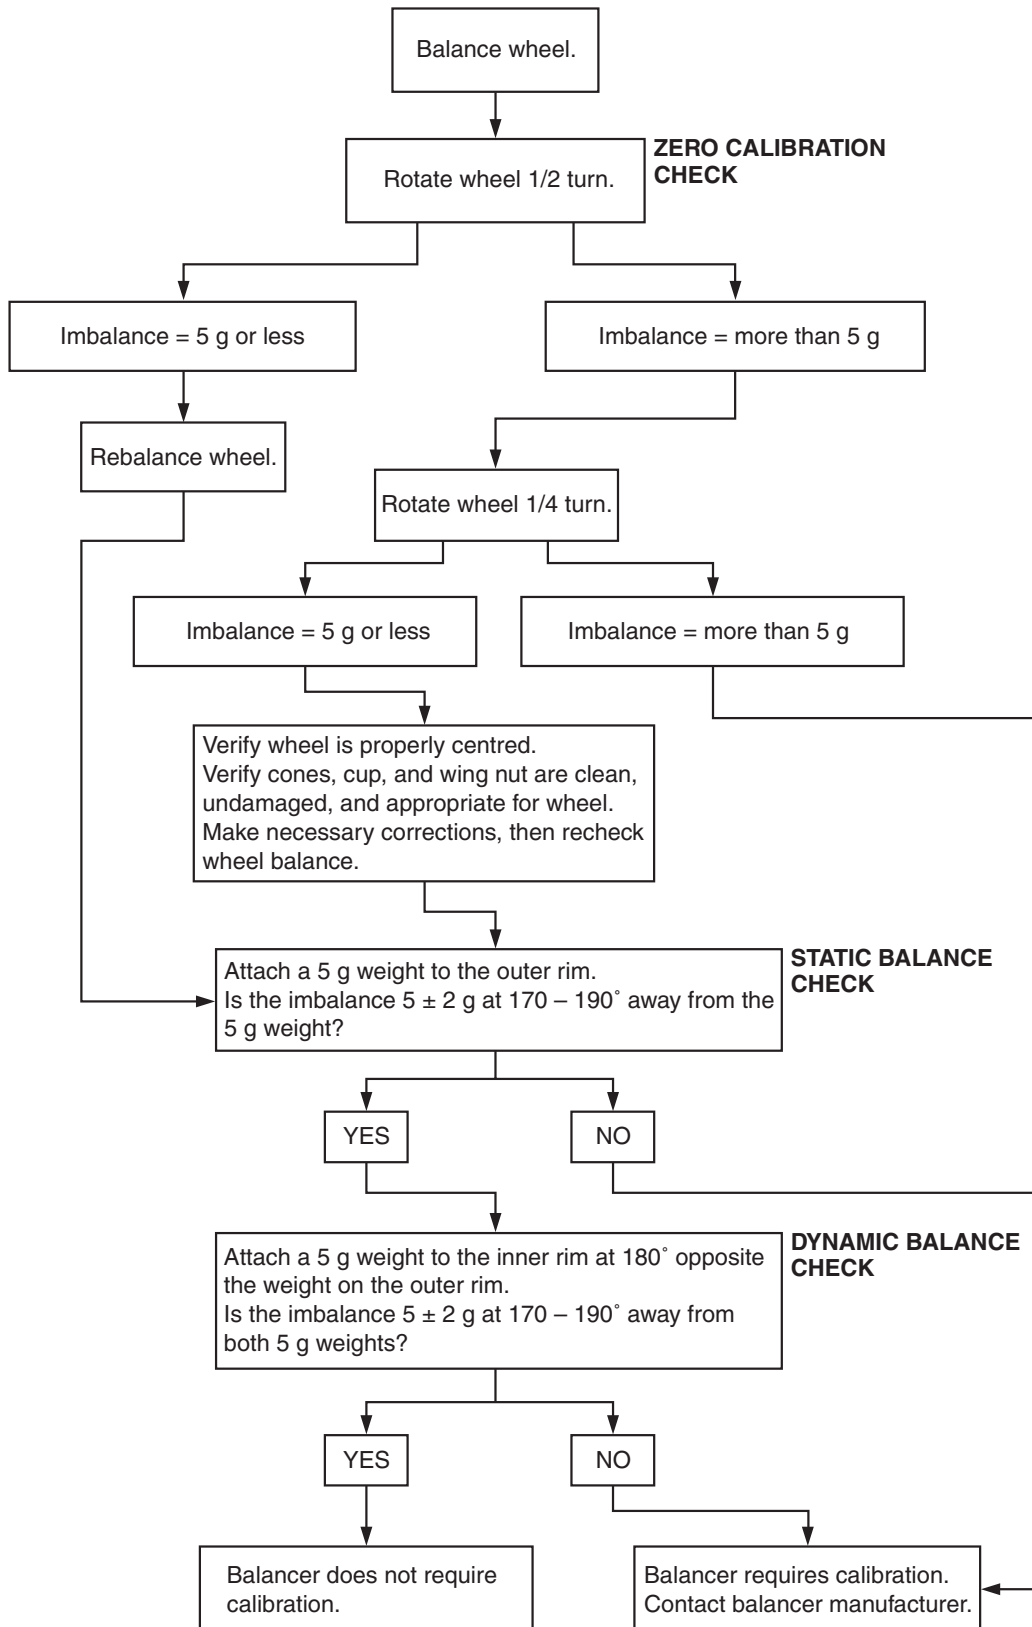 Balance wheel.
ZERO CALIBRATION
CHECK
Rotate wheel 1/2 turn.
Imbalance = 5 g or less
Imbalance = more than 5 g
Rebalance wheel.
Rotate wheel 1/4 turn.
Imbalance = 5 g or less
Imbalance = more than 5 g
Verify wheel is properly centred.
Verify cones, cup, and wing nut are clean,
undamaged, and appropriate for wheel.
Make necessary corrections, then recheck
wheel balance.
STATIC BALANCE
CHECK
Attach a 5 g weight to the outer rim.
Is the imbalance 5 ± 2 g at 170 – 190˚ away from the
5 g weight?
YES
NO
DYNAMIC BALANCE
CHECK
Attach a 5 g weight to the inner rim at 180˚ opposite
the weight on the outer rim.
Is the imbalance 5 ± 2 g at 170 – 190˚ away from
both 5 g weights?
YES
NO
Balancer does not require
calibration.
Balancer requires calibration.
Contact balancer manufacturer.